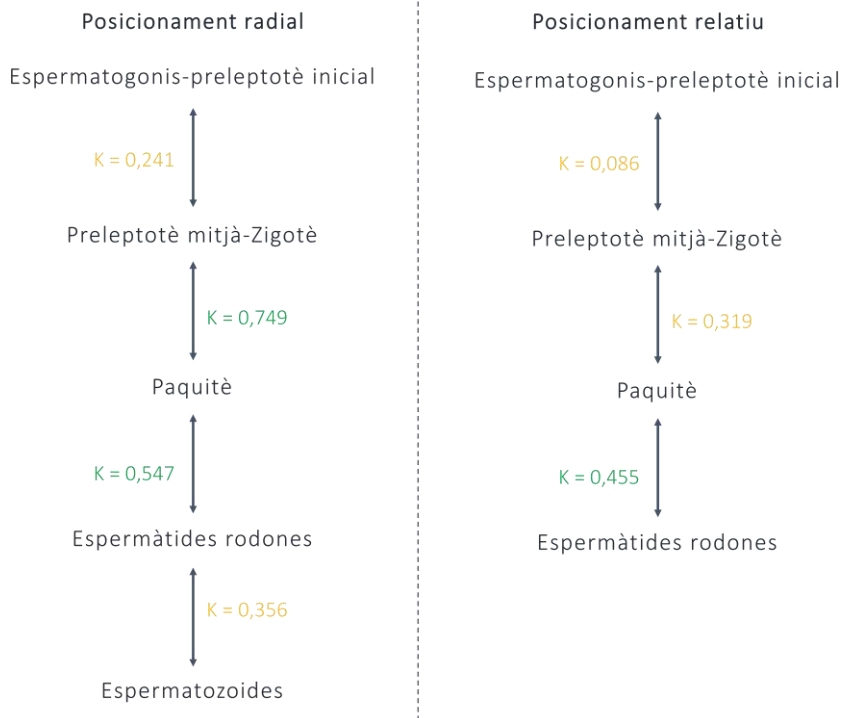 Posicionament radial
Espermatogonis-preleptotè inicial
K = 0,241
Preleptotè mitjà-Zigotè
K = 0,749
Paquitè
K = 0,547
Espermàtides rodones
K = 0,356
Espermatozoides
Posicionament relatiu
Espermatogonis-preleptotè inicial
K = 0,086
Preleptotè mitjà-Zigotè
K = 0,319
Paquitè
K = 0,455
Espermàtides rodones